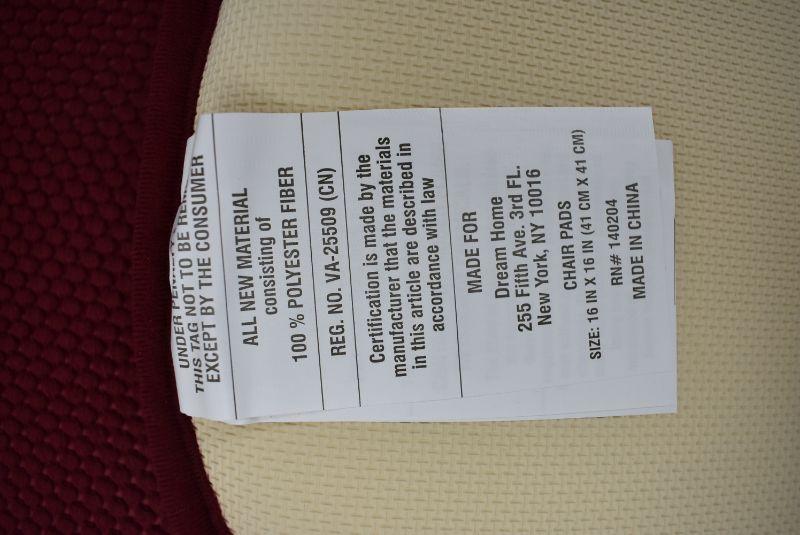 UNDER PENALTY
THIS TAG NOT TO BE
EXCEPT BY THE CONSUMER
ALL NEW MATERIAL
consisting of
100 % POLYESTER FIBER
REG. NO. VA-25509 (CN)
Certification is made by the
manufacturer that the materials
in this article are described in
accordance with law
MADE FOR
Dream Home
255 Fifth Ave. 3rd FL.
New York, NY 10016
CHAIR PADS
SIZE: 16 IN X 16 IN (41 CM X 41 CM)
RN# 140204
MADE IN CHINA